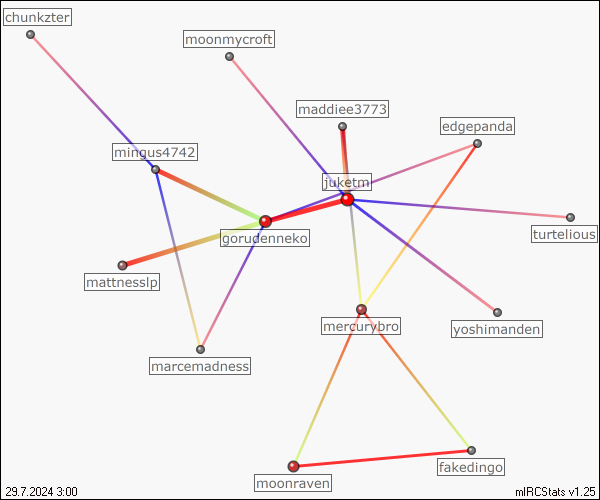 chunkzter
moonmycroft
maddiee3773
edgepanda
mingus4742
juketm
gorudenneko
turtelious
mattnesslp
mercurybro
yoshimanden
marcemadness
fakedingo
moonraven
29.7.2024 3:00
mIRCStats v1.25